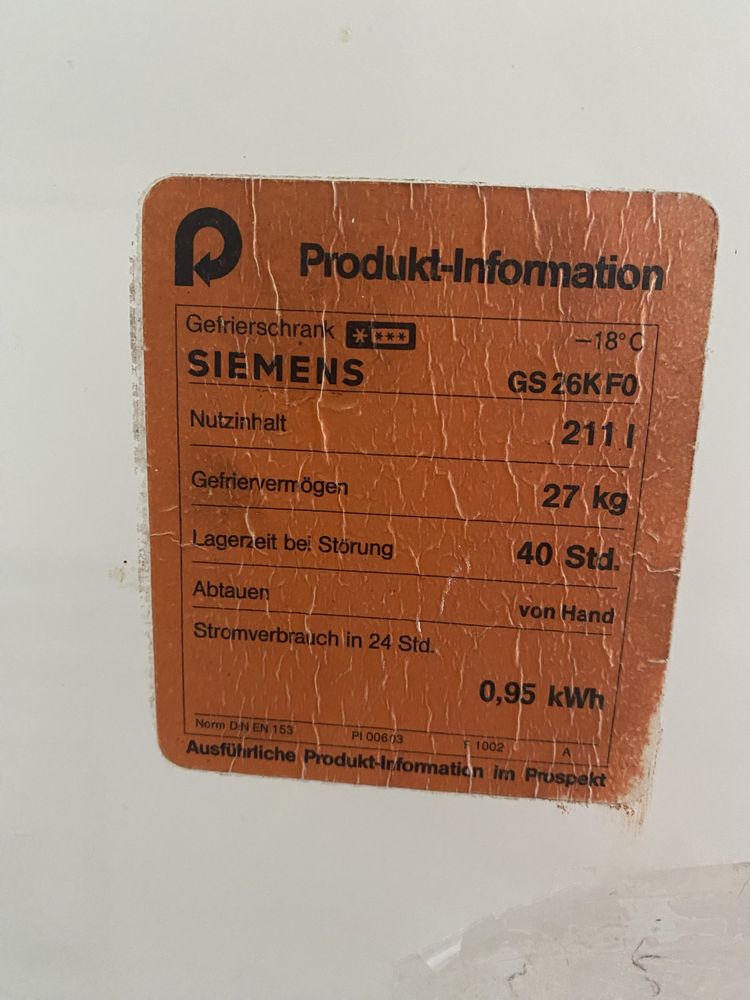 Produkt-Information
Gefrierschrank * *** −18°C
SIEMENS GS 26K F0
Nutzinhalt 211 l
Gefriervermögen 27 kg
Lagerzeit bei Störung 40 Std.
Abtauen von Hand
Stromverbrauch in 24 Std.
0,95 kWh
Norm DIN EN 153 PI 00603 1002 A
Ausführliche Produkt-Information im Prospekt